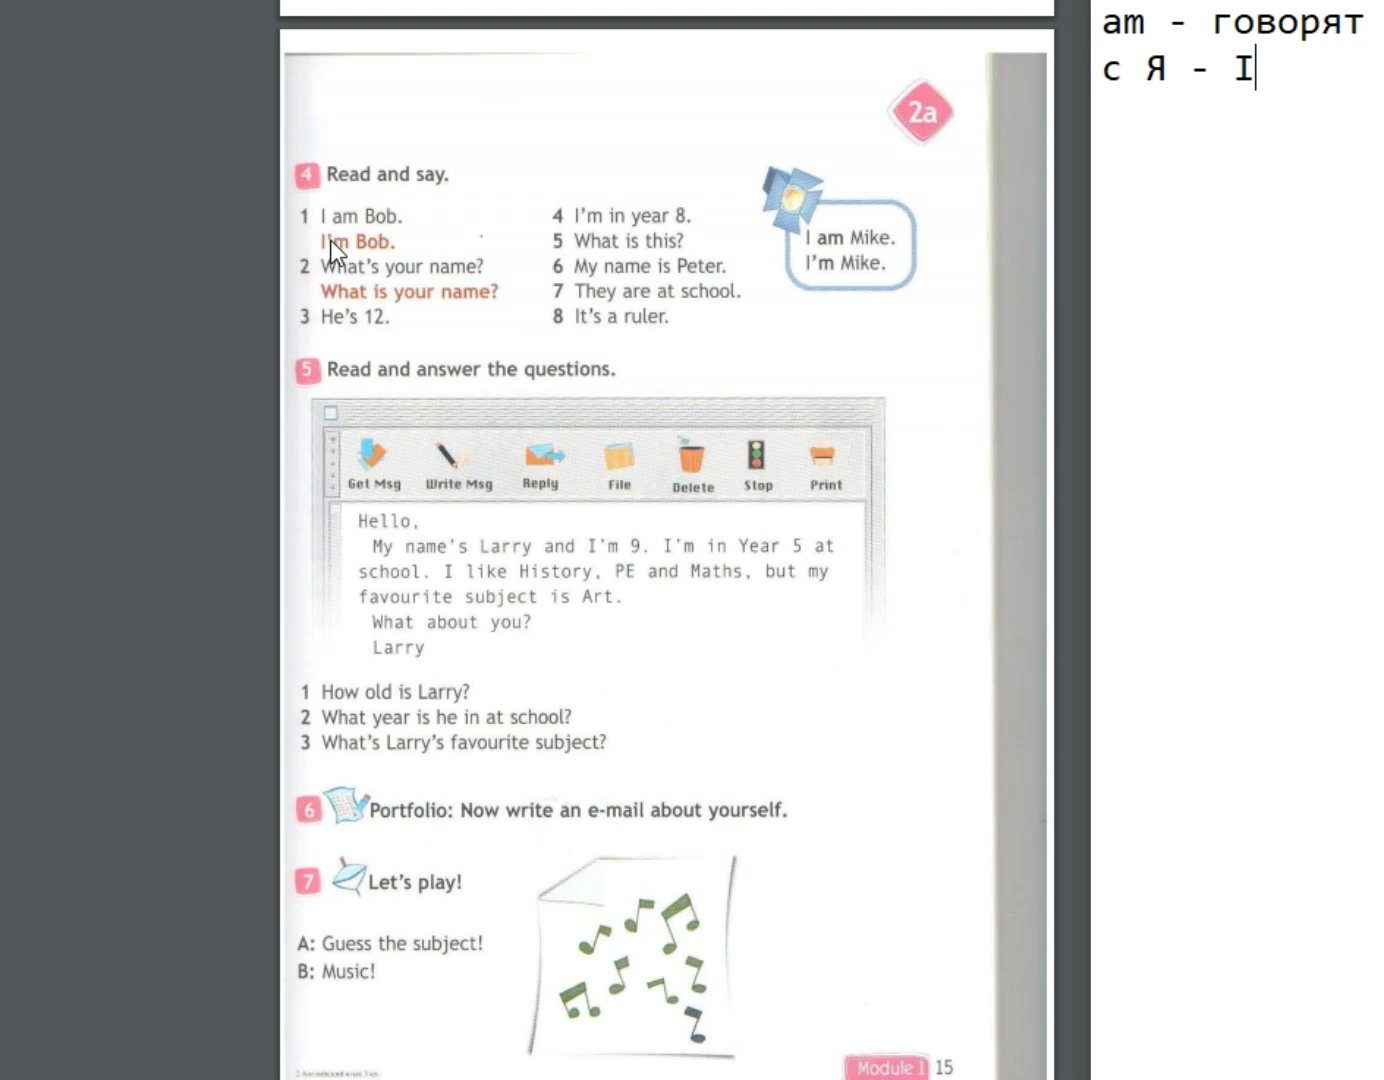 am - говорят
с Я - I
2a
4 Read and say.
1 I am Bob.
I'm Bob.
2 What's your name?
What is your name?
3 He's 12.
4 I'm in year 8.
5 What is this?
6 My name is Peter.
7 They are at school.
8 It's a ruler.
I am Mike.
I'm Mike.
5 Read and answer the questions.
Get Msg Write Msg Reply File Delete Stop Print
Hello,
My name's Larry and I'm 9. I'm in Year 5 at
school. I like History, PE and Maths, but my
favourite subject is Art.
What about you?
Larry
1 How old is Larry?
2 What year is he in at school?
3 What's Larry's favourite subject?
6 Portfolio: Now write an e-mail about yourself.
7 Let's play!
A: Guess the subject!
B: Music!
Module 1 15